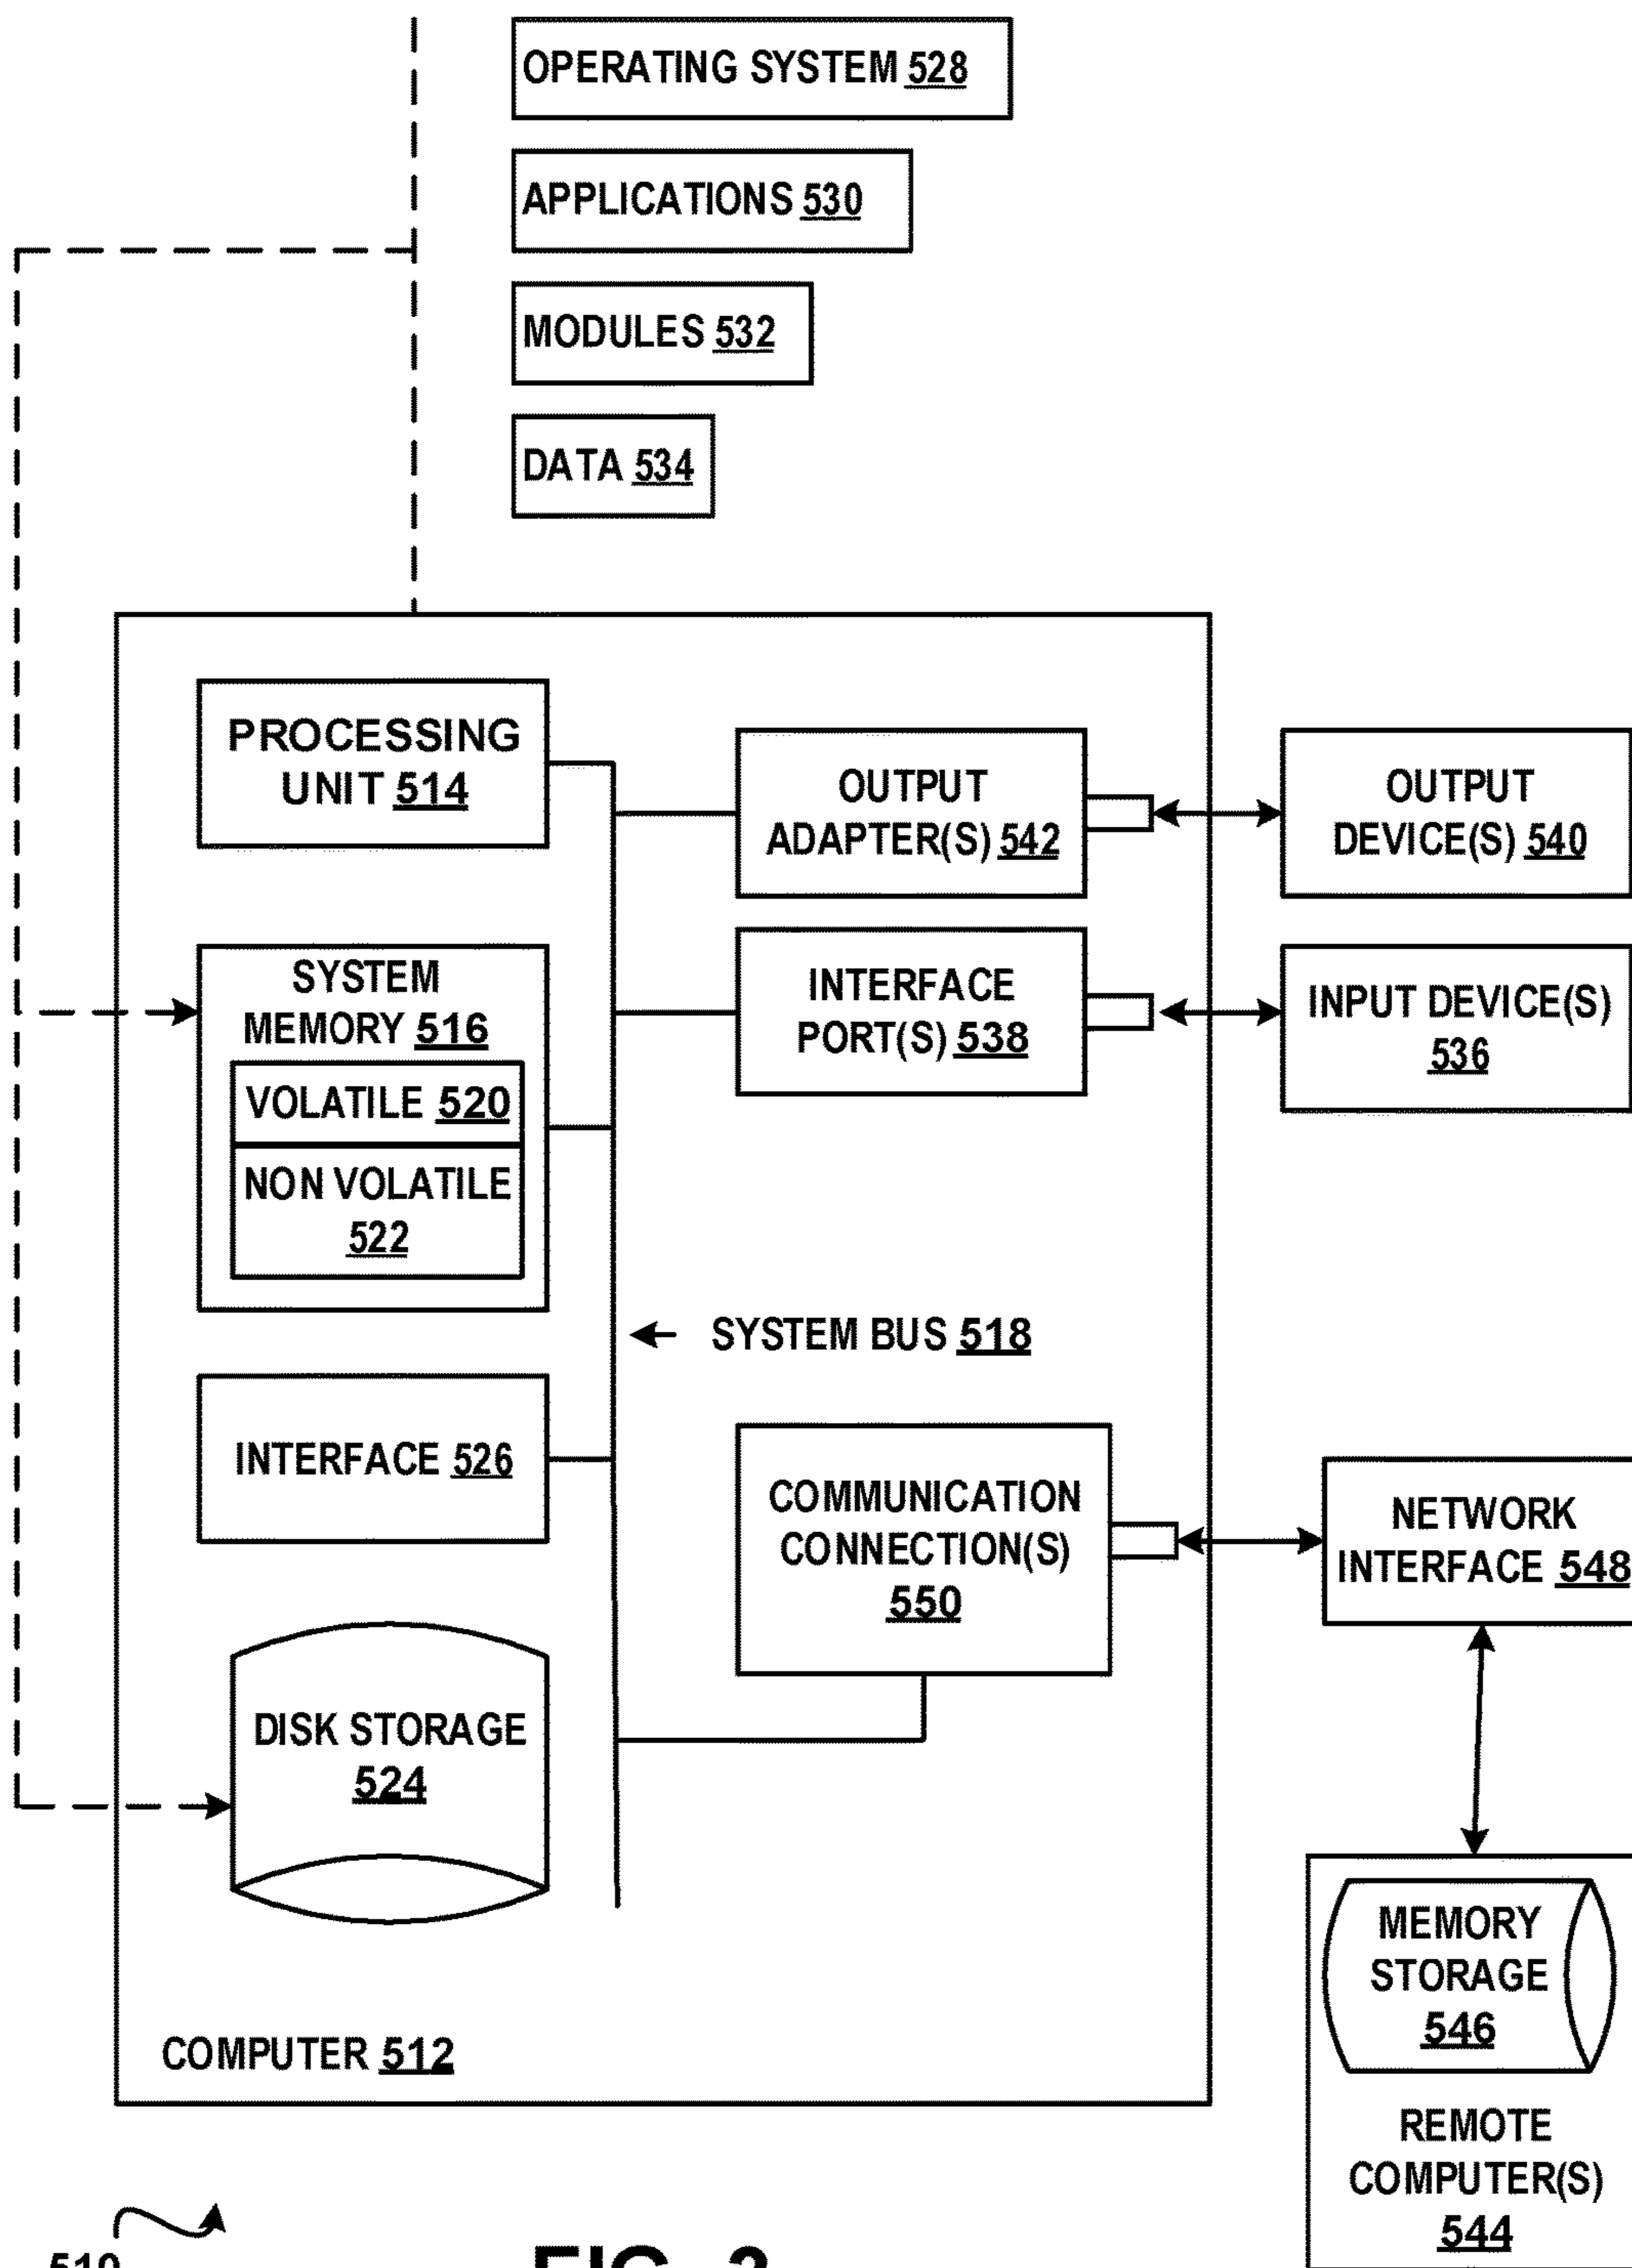 OPERATING SYSTEM 528
APPLICATIONS 530
MODULES 532
DATA 534
PROCESSING
UNIT 514
OUTPUT
ADAPTER(S) 542
OUTPUT
DEVICE(S) 540
SYSTEM
MEMORY 516
VOLATILE 520
NON VOLATILE
522
INTERFACE
PORT(S) 538
INPUT DEVICE(S)
536
SYSTEM BUS 518
INTERFACE 526
COMMUNICATION
CONNECTION(S)
550
NETWORK
INTERFACE 548
DISK STORAGE
524
MEMORY
STORAGE
546
COMPUTER 512
REMOTE
COMPUTER(S)
544
FIG.